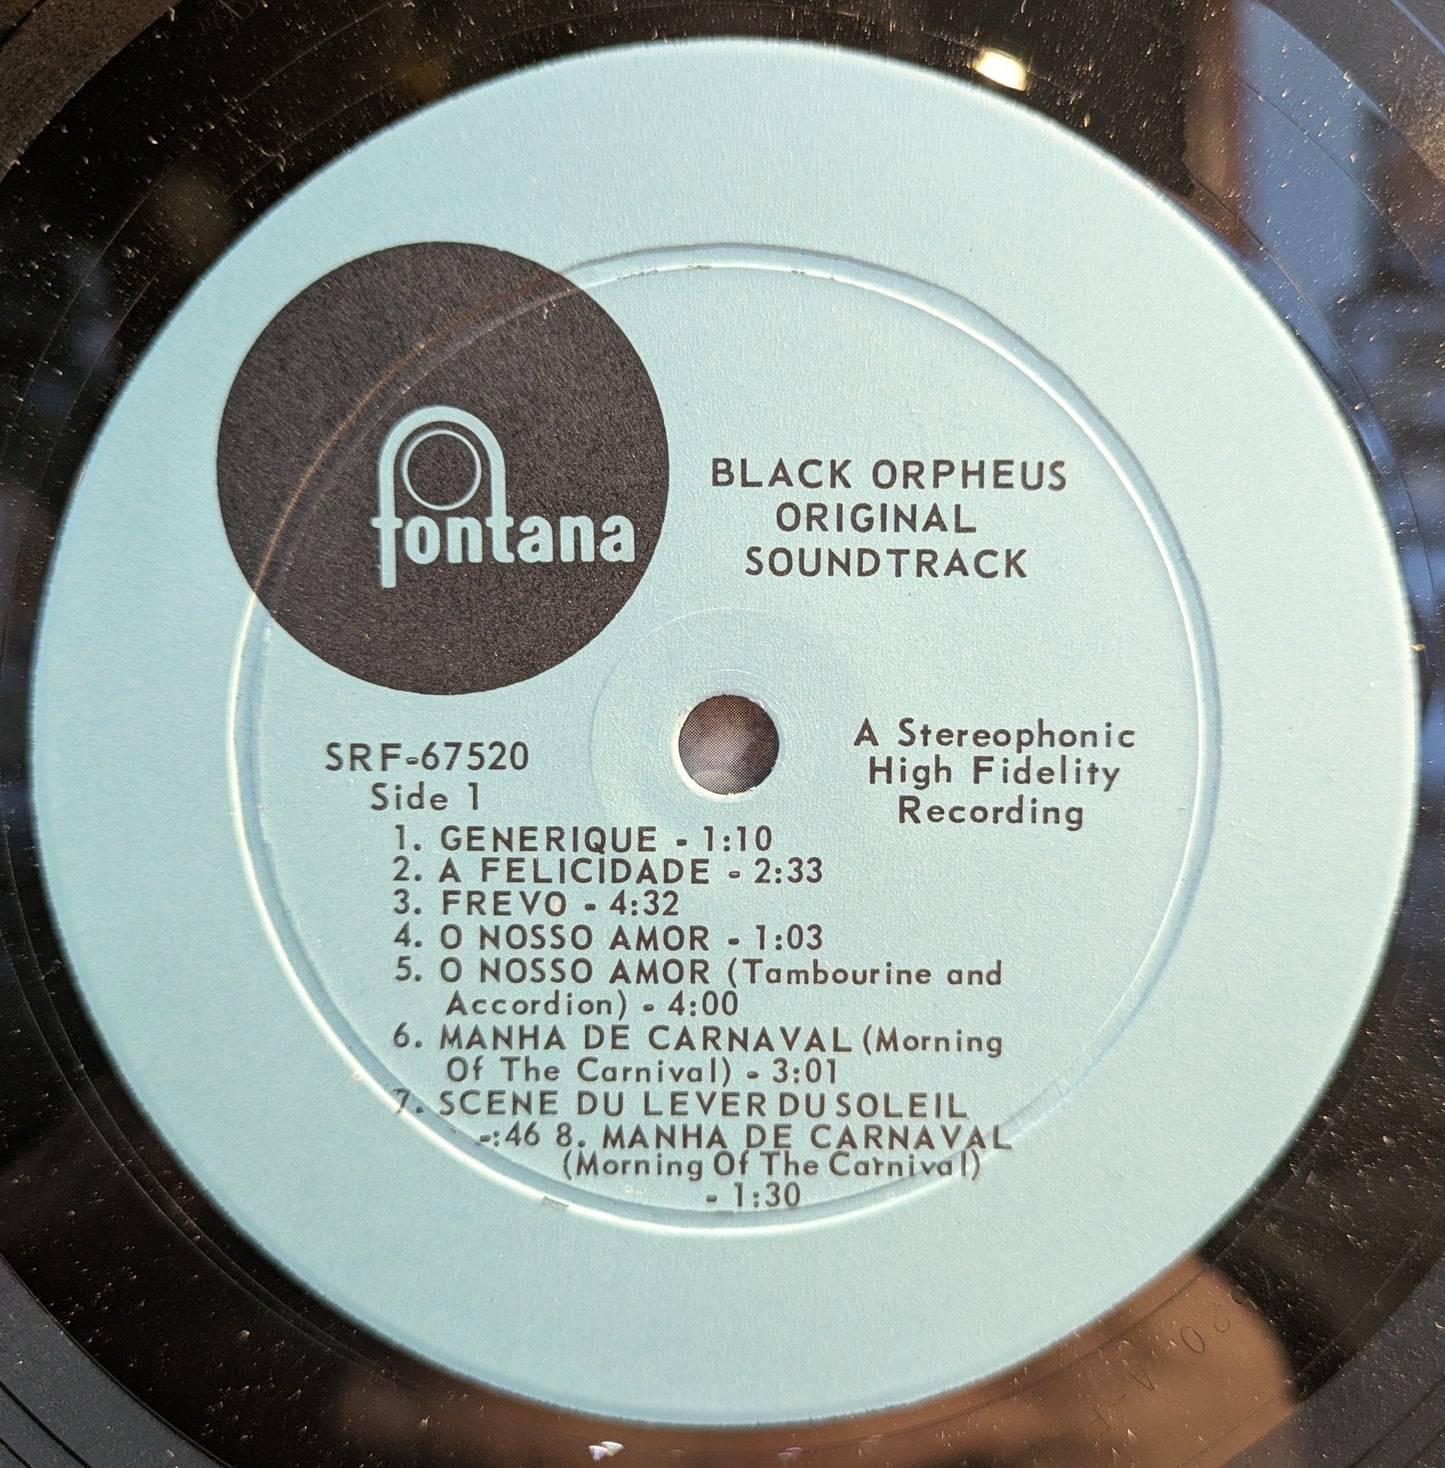 fontana
BLACK ORPHEUS
ORIGINAL
SOUNDTRACK
SRF-67520
Side 1
A Stereophonic
High Fidelity
Recording
1. GENERIQUE - 1:10
2. A FELICIDADE - 2:33
3. FREVO - 4:32
4. O NOSSO AMOR - 1:03
5. O NOSSO AMOR (Tambourine and
Accordion) - 4:00
6. MANHA DE CARNAVAL (Morning
Of The Carnival) - 3:01
7. SCENE DU LEVER DU SOLEIL
-:46 8. MANHA DE CARNAVAL
(Morning Of The Carnival)
- 1:30